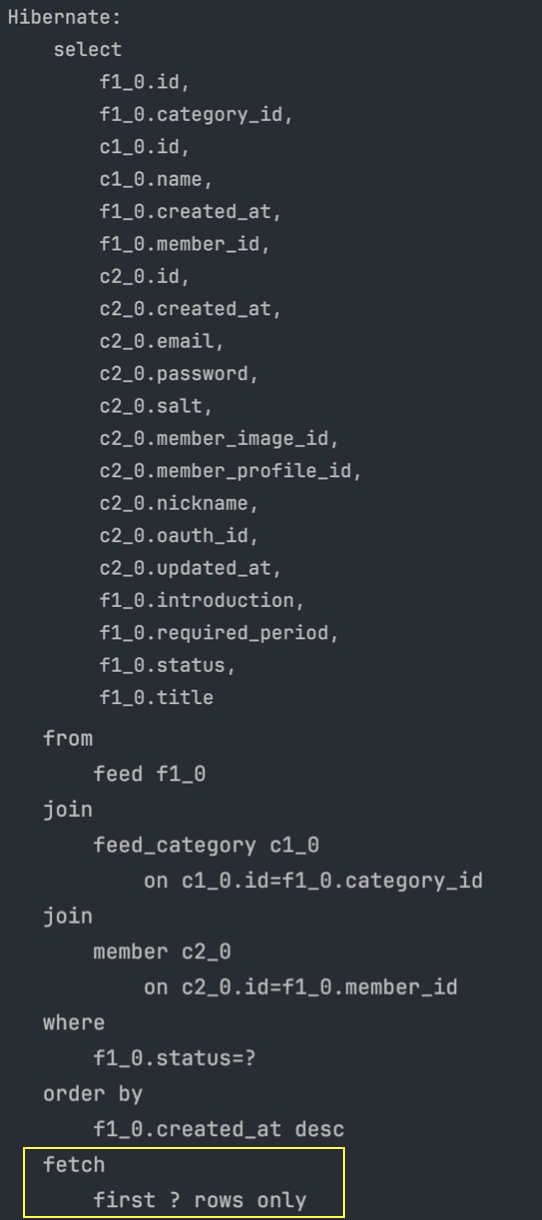 Hibernate:
select
f1_0.id,
f1_0.category_id,
c1_0.id,
c1_0.name,
f1_0.created_at,
f1_0.member_id,
c2_0.id,
c2_0.created_at,
c2_0.email,
c2_0.password,
c2_0.salt,
c2_0.member_image_id,
c2_0.member_profile_id,
c2_0.nickname,
c2_0.oauth_id,
c2_0.updated_at,
f1_0.introduction,
f1_0.required_period,
f1_0.status,
f1_0.title
from
feed f1_0
join
feed_category c1_0
on c1_0.id=f1_0.category_id
join
member c2_0
on c2_0.id=f1_0.member_id
where
f1_0.status=?
order by
f1_0.created_at desc
fetch
first ? rows only